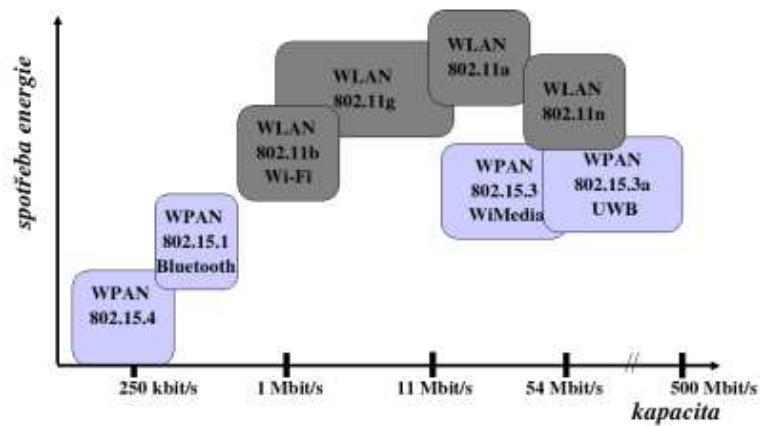 spotřeba energie
WLAN
802.11a
WLAN
802.11g
WLAN
802.11n
WLAN
802.11b
Wi-Fi
WPAN
802.15.3
WiMedia
WPAN
802.15.3a
UWB
WPAN
802.15.1
Bluetooth
WPAN
802.15.4
250 kbit/s
1 Mbit/s
11 Mbit/s
54 Mbit/s
500 Mbit/s
kapacita